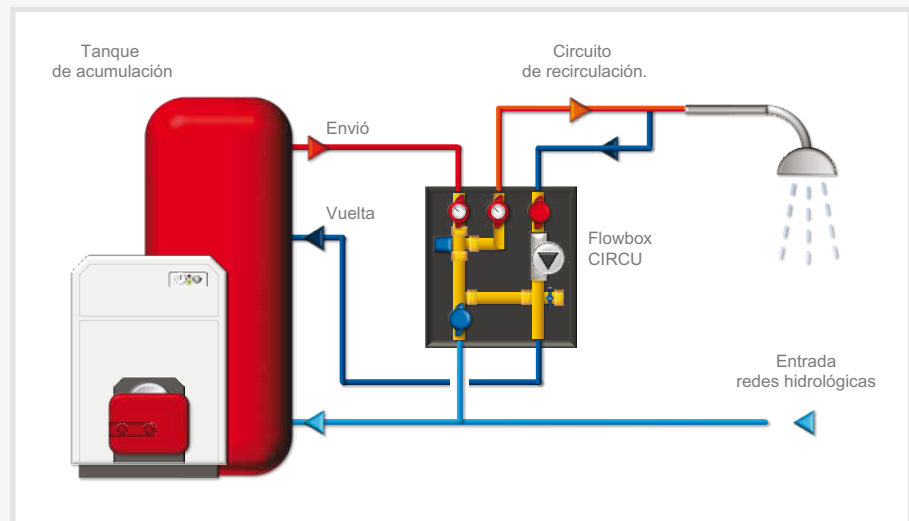 Tanque
de acumulación
Circuito
de recirculación.
Envió
Vuelta
Flowbox
CIRCU
Entrada
redes hidrológicas